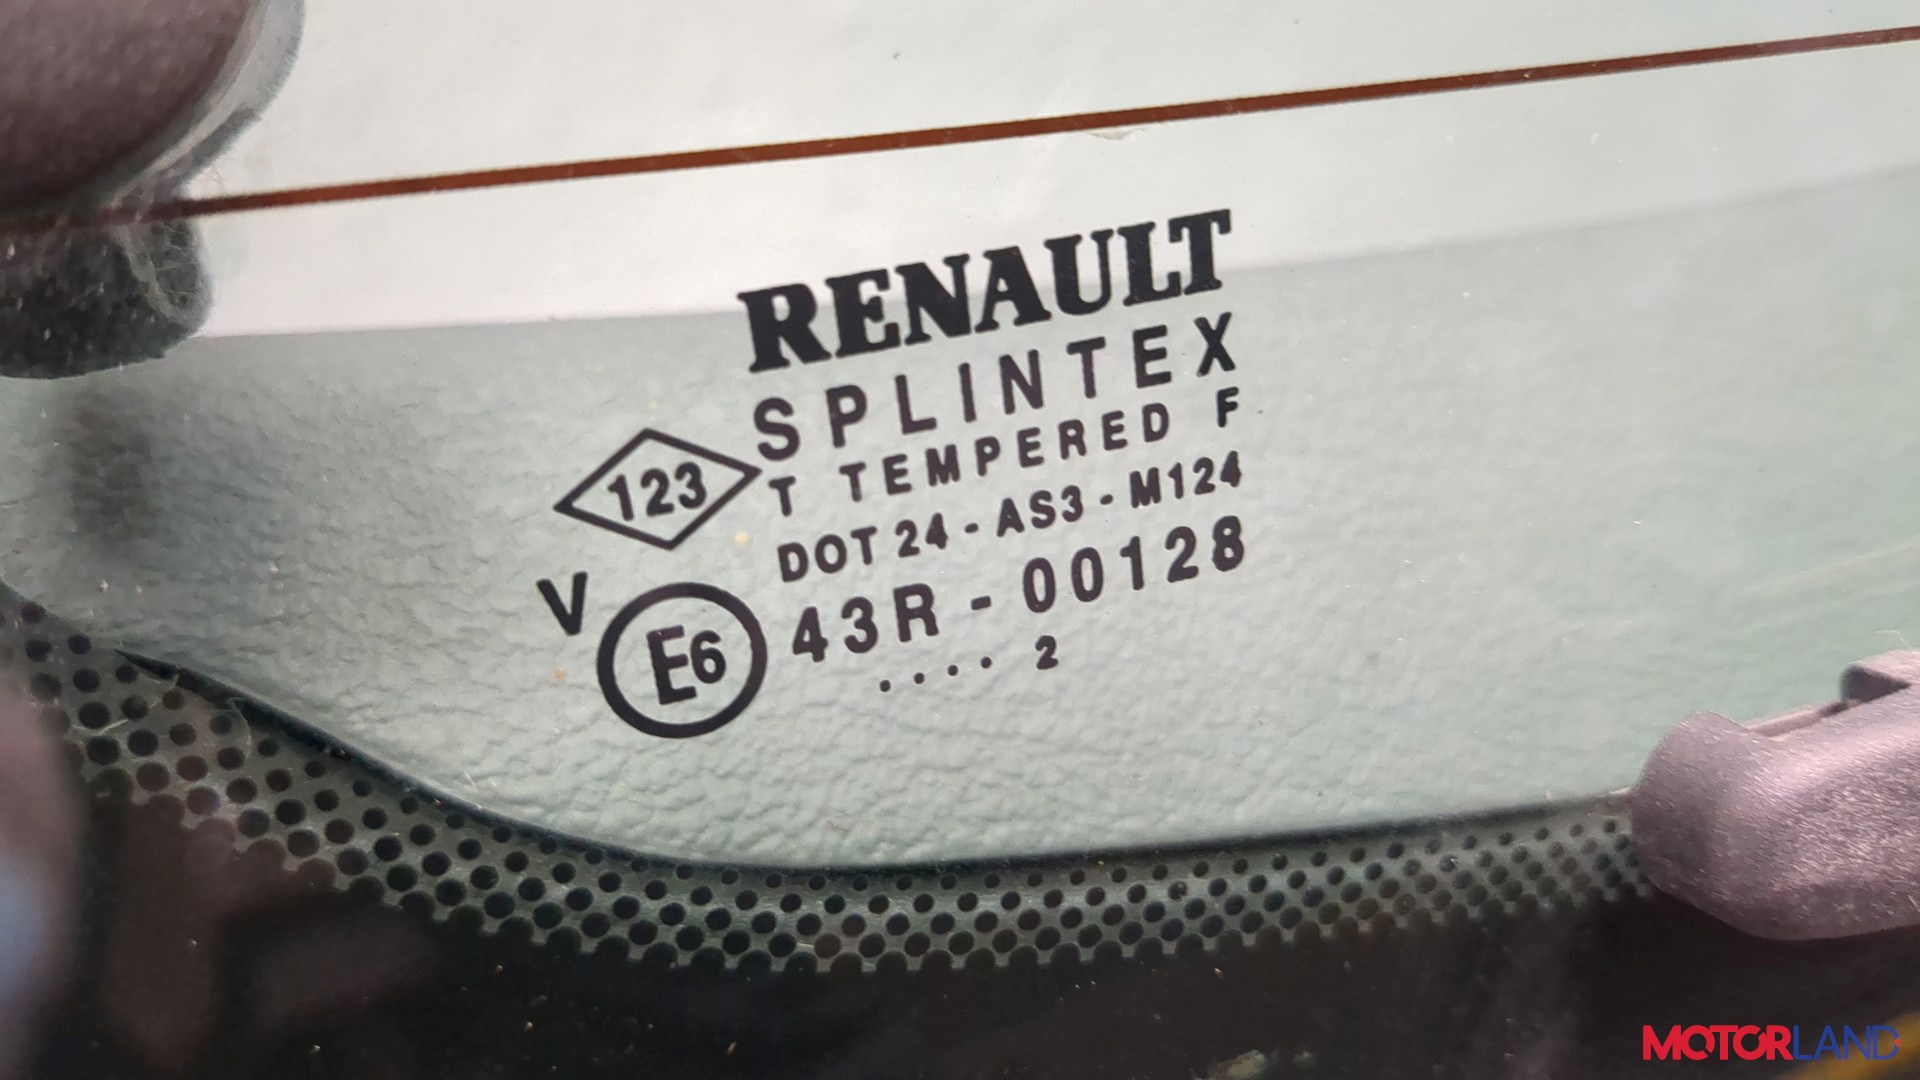 RENAULT
SPLINTEX
123
T TEMPERED F
DOT 24 - AS3 - M124
V
E6
43R - 00128
.... 2
MOTORLAND